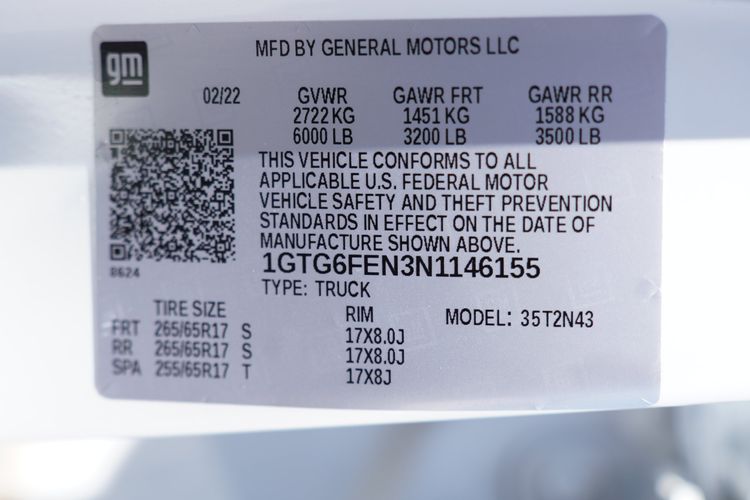 gm
MFD BY GENERAL MOTORS LLC
02/22 GVWR GAWR FRT GAWR RR
2722 KG 1451 KG 1588 KG
6000 LB 3200 LB 3500 LB
THIS VEHICLE CONFORMS TO ALL
APPLICABLE U.S. FEDERAL MOTOR
VEHICLE SAFETY AND THEFT PREVENTION
STANDARDS IN EFFECT ON THE DATE OF
MANUFACTURE SHOWN ABOVE.
8624
1GTG6FEN3N1146155
TYPE: TRUCK
TIRE SIZE RIM MODEL: 35T2N43
FRT 265/65R17 S 17X8.0J
RR 265/65R17 S 17X8.0J
SPA 255/65R17 T 17X8J